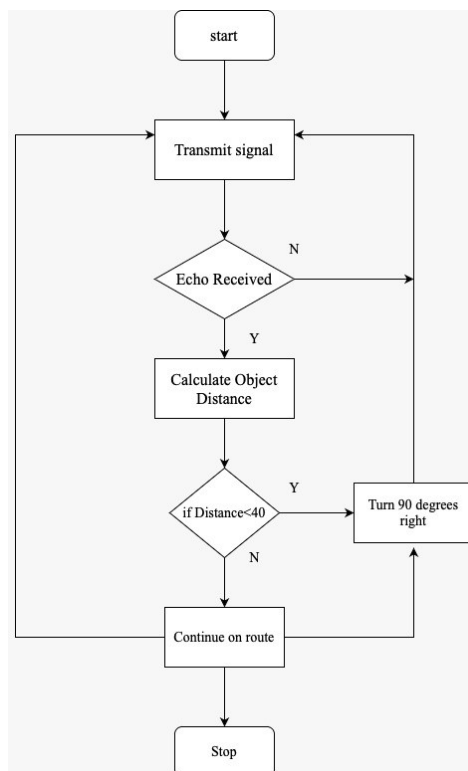 start
Transmit signal
N
Echo Received
Y
Calculate Object
Distance
Y
if Distance<40
Turn 90 degrees
right
N
Continue on route
Stop